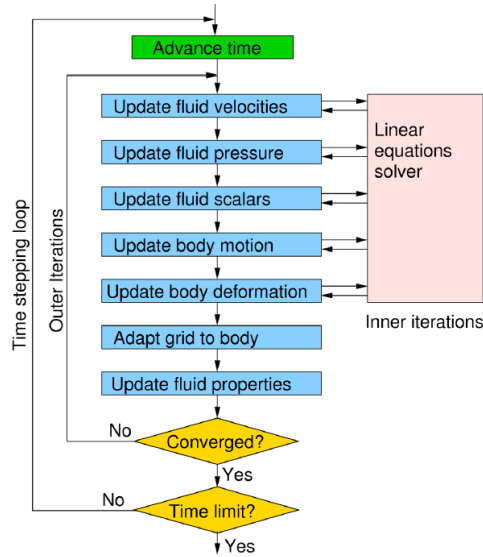 Advance time
Update fluid velocities
Update fluid pressure
Update fluid scalars
Update body motion
Update body deformation
Adapt grid to body
Update fluid properties
Converged?
Time limit?
Linear
equations
solver
Inner iterations
Time stepping loop
Outer Iterations
No
Yes
No
Yes